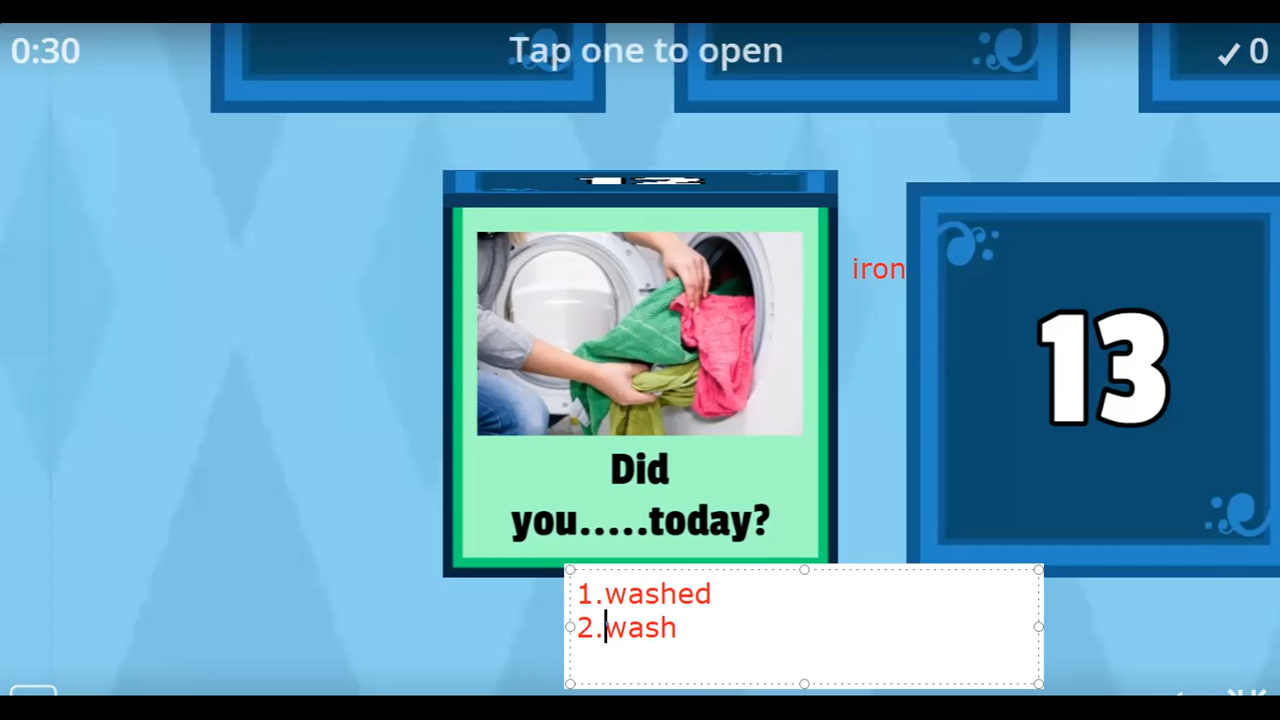 0:30
Tap one to open
✓ 0
iron
13
Did
you.....today?
1.washed
2.wash